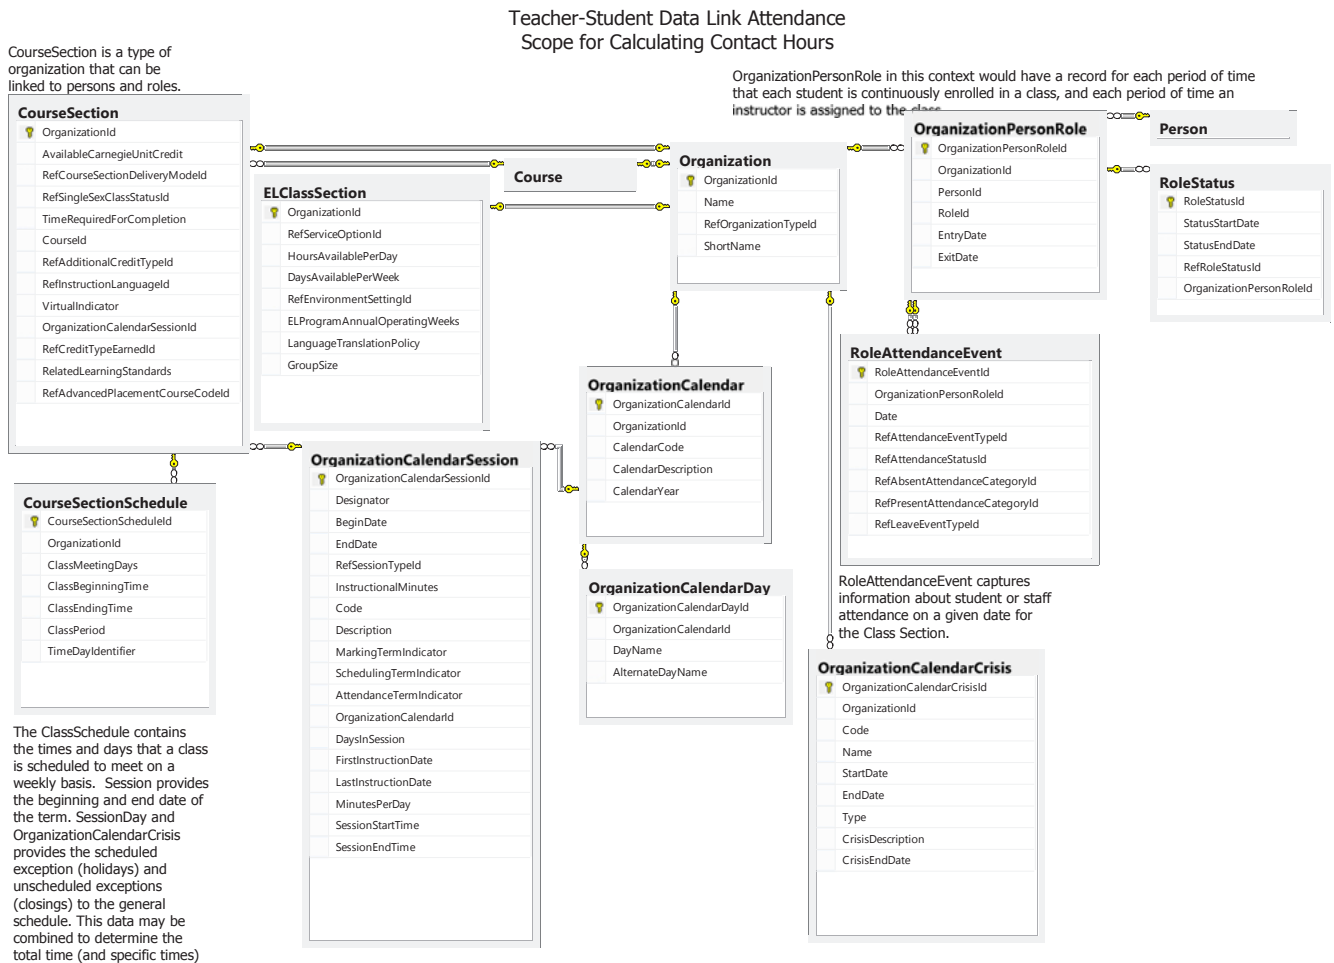 Teacher-Student Data Link Attendance
Scope for Calculating Contact Hours
CourseSection is a type of
organization that can be
linked to persons and roles.
OrganizationPersonRole in this context would have a record for each period of time
that each student is continuously enrolled in a class, and each period of time an
instructor is assigned to the class
CourseSection
OrganizationId
AvailableCarnegieUnitCredit
RefCourseSectionDeliveryModeId
RefSingleSexClassStatusId
TimeRequiredForCompletion
CourseId
RefAdditionalCreditTypeId
RefInstructionLanguageId
VirtualIndicator
OrganizationCalendarSessionId
RefCreditTypeEarnedId
RelatedLearningStandards
RefAdvancedPlacementCourseCodeId
ELClassSection
OrganizationId
RefServiceOptionId
HoursAvailablePerDay
DaysAvailablePerWeek
RefEnvironmentSettingId
ELProgramAnnualOperatingWeeks
LanguageTranslationPolicy
GroupSize
Course
Organization
OrganizationId
Name
RefOrganizationTypeId
ShortName
OrganizationPersonRole
OrganizationPersonRoleId
OrganizationId
PersonId
RoleId
EntryDate
ExitDate
Person
RoleStatus
RoleStatusId
StatusStartDate
StatusEndDate
RefRoleStatusId
OrganizationPersonRoleId
RoleAttendanceEvent
RoleAttendanceEventId
OrganizationPersonRoleId
Date
RefAttendanceEventTypeId
RefAttendanceStatusId
RefAbsentAttendanceCategoryId
RefPresentAttendanceCategoryId
RefLeaveEventTypeId
RoleAttendanceEvent captures
information about student or staff
attendance on a given date for
the Class Section.
OrganizationCalendar
OrganizationCalendarId
OrganizationId
CalendarCode
CalendarDescription
CalendarYear
OrganizationCalendarSession
OrganizationCalendarSessionId
Designator
BeginDate
EndDate
RefSessionTypeId
InstructionalMinutes
Code
Description
MarkingTermIndicator
SchedulingTermIndicator
AttendanceTermIndicator
OrganizationCalendarId
DaysInSession
FirstInstructionDate
LastInstructionDate
MinutesPerDay
SessionStartTime
SessionEndTime
CourseSectionSchedule
CourseSectionScheduleId
OrganizationId
ClassMeetingDays
ClassBeginningTime
ClassEndingTime
ClassPeriod
TimeDayIdentifier
OrganizationCalendarDay
OrganizationCalendarDayId
OrganizationCalendarId
DayName
AlternateDayName
OrganizationCalendarCrisis
OrganizationCalendarCrisisId
OrganizationId
Code
Name
StartDate
EndDate
Type
CrisisDescription
CrisisEndDate
The ClassSchedule contains
the times and days that a class
is scheduled to meet on a
weekly basis.  Session provides
the beginning and end date of
the term. SessionDay and
OrganizationCalendarCrisis
provides the scheduled
exception (holidays) and
unscheduled exceptions
(closings) to the general
schedule. This data may be
combined to determine the
total time (and specific times)